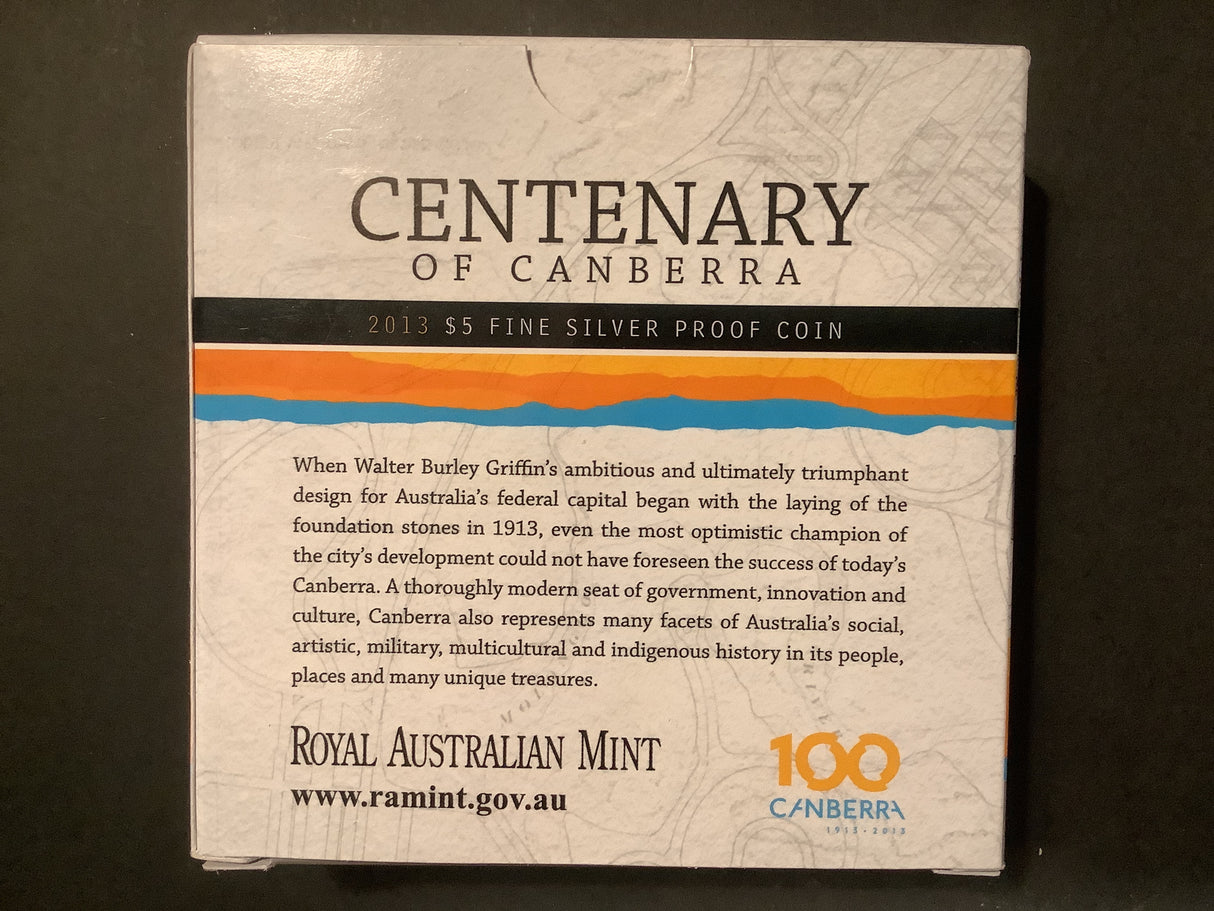 CENTENARY
OF CANBERRA
2013 $5 FINE SILVER PROOF COIN
When Walter Burley Griffin's ambitious and ultimately triumphant
design for Australia's federal capital began with the laying of the
foundation stones in 1913, even the most optimistic champion of
the city's development could not have foreseen the success of today's
Canberra. A thoroughly modern seat of government, innovation and
culture, Canberra also represents many facets of Australia's social,
artistic, military, multicultural and indigenous history in its people,
places and many unique treasures.
ROYAL AUSTRALIAN MINT
www.ramint.gov.au
100
CANBERRA
1913 · 2013